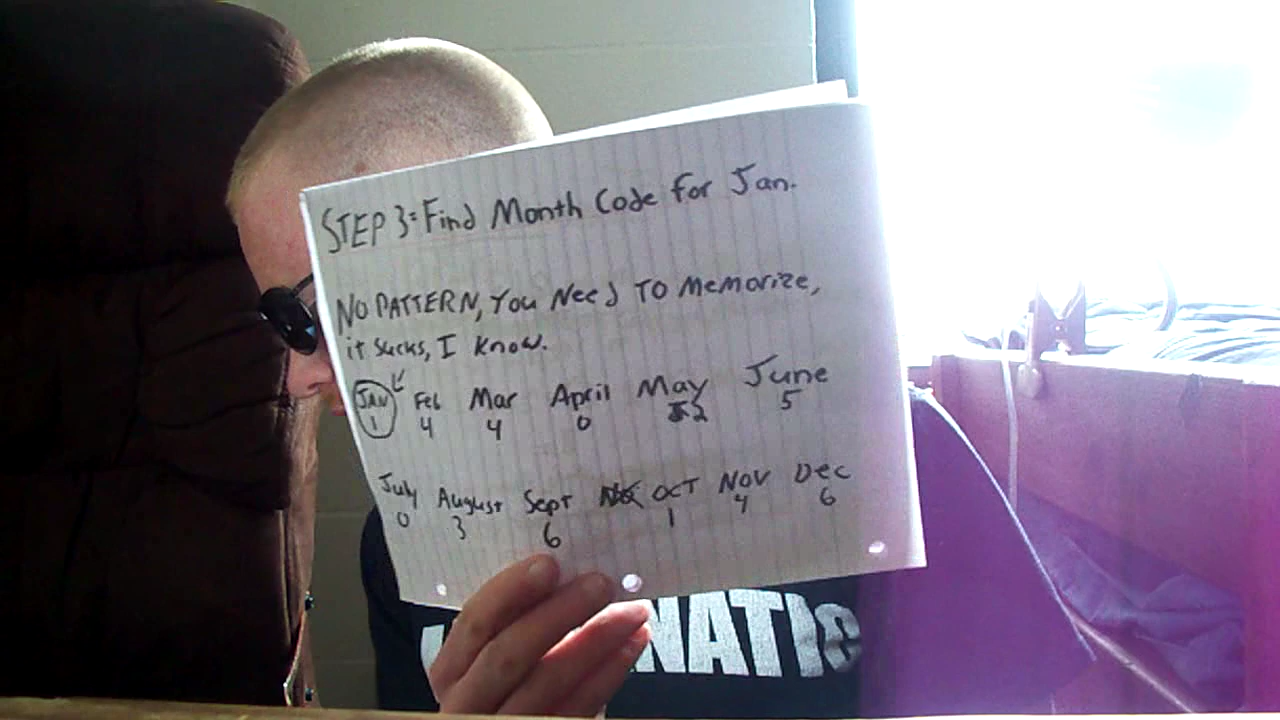 STEP 3: Find Month Code for Jan.
NO PATTERN, You Need TO Memorize,
it sucks, I know.
JAN Feb Mar April May June
1 4 4 0 2 5
July August Sept OCT NOV Dec
0 3 6 1 4 6
NATIC